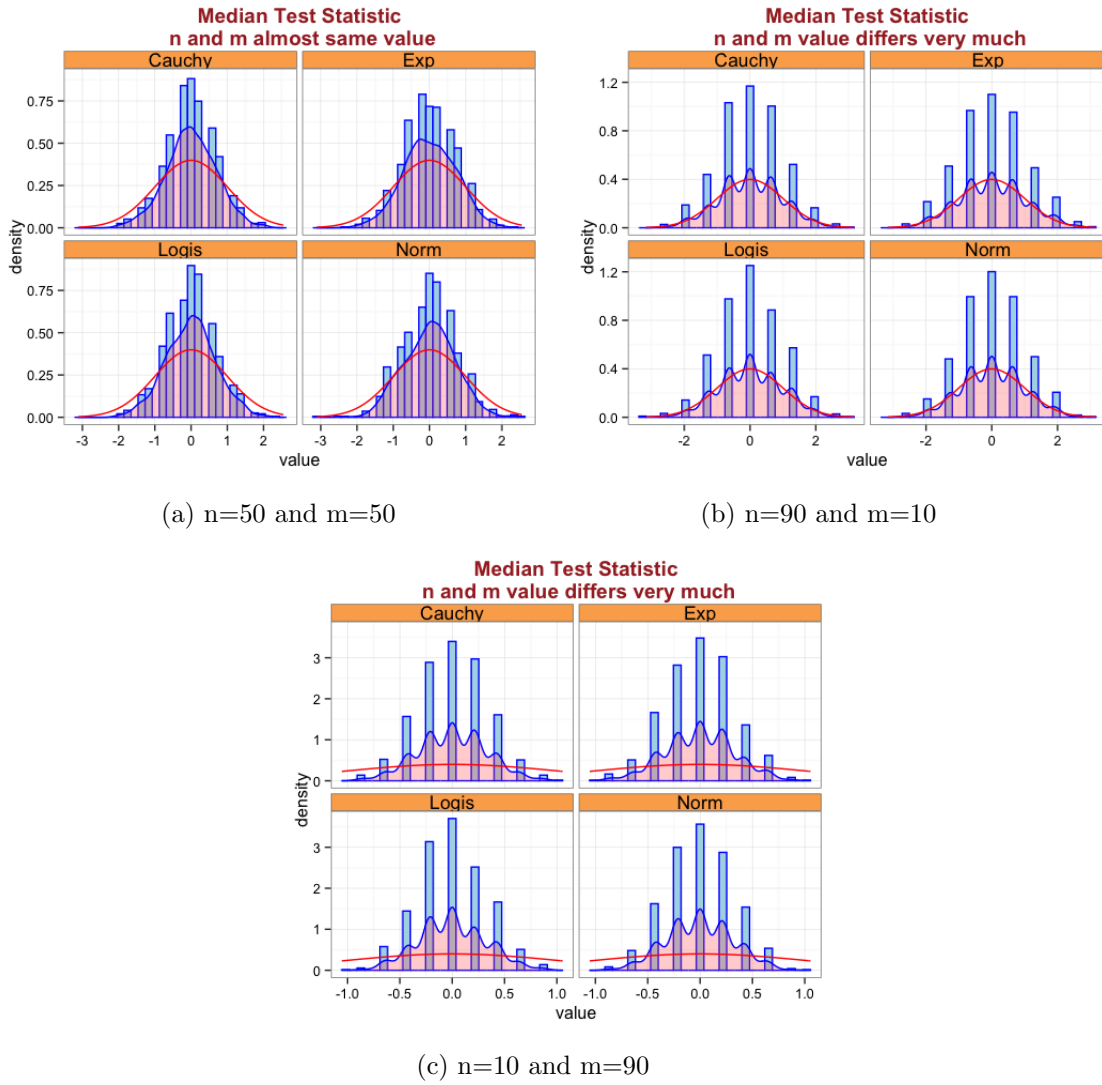 Median Test Statistic
n and m almost same value
Cauchy
Exp
0.75
0.50
0.25
0.00
Logis
Norm
0.75
0.50
0.25
0.00
density
-3 -2 -1 0 1 2
-3 -2 -1 0 1 2
value
(a) n=50 and m=50
Median Test Statistic
n and m value differs very much
Cauchy
Exp
1.2
0.8
0.4
0.0
Logis
Norm
1.2
0.8
0.4
0.0
density
-2 0 2
-2 0 2
value
(b) n=90 and m=10
Median Test Statistic
n and m value differs very much
Cauchy
Exp
3
2
1
0
Logis
Norm
3
2
1
0
density
-1.0 -0.5 0.0 0.5 1.0
-1.0 -0.5 0.0 0.5 1.0
value
(c) n=10 and m=90